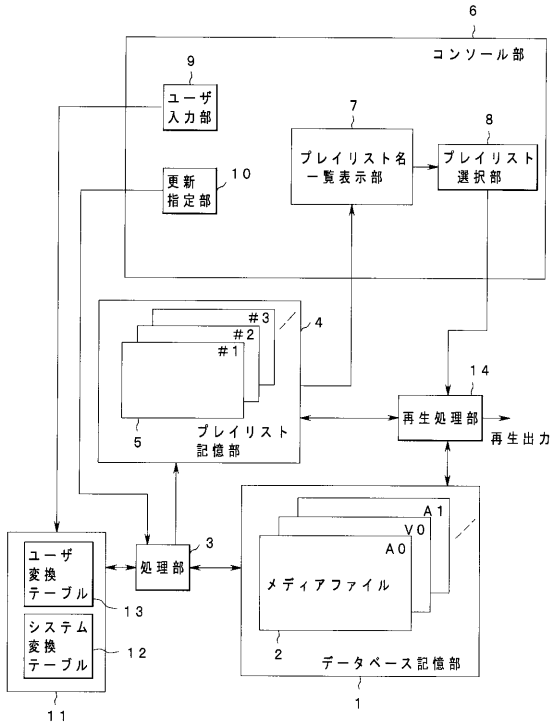 6
コンソール部
9
ユーザ
入力部
7
プレイリスト名
一覧表示部
8
プレイリスト
選択部
更新
指定部
10
#3
#2
#1
4
5
プレイリスト
記憶部
14
再生処理部
再生出力
3
処理部
A1
V0
A0
メディアファイル
2
データベース記憶部
1
ユーザ
変換
テーブル
13
システム
変換
テーブル
12
11